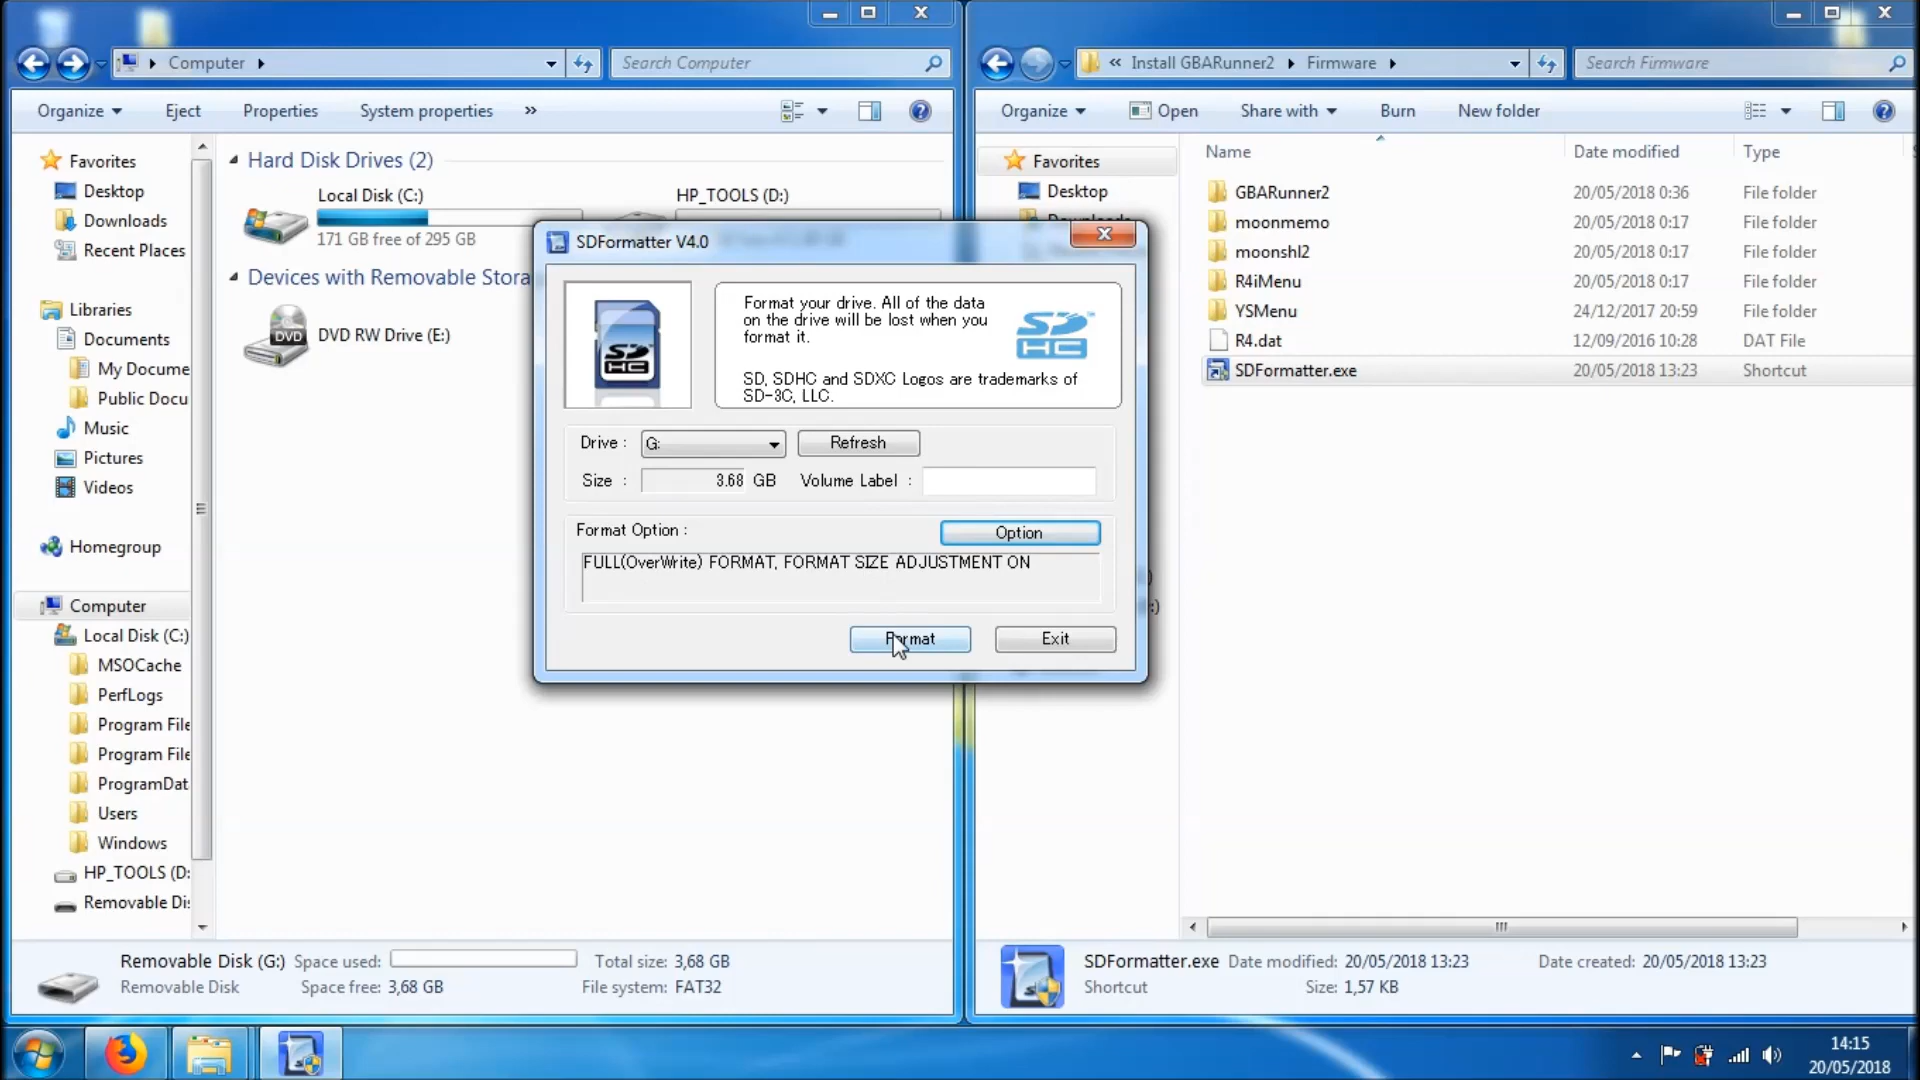 Computer
Search Computer
Organize
Eject
Properties
System properties
»
Favorites
Desktop
Downloads
Recent Places
Libraries
Documents
My Docume
Public Docu
Music
Pictures
Videos
Homegroup
Computer
Local Disk (C:)
MSOCache
PerfLogs
Program File
Program File
ProgramDat
Users
Windows
HP_TOOLS (D:
Removable Di
Hard Disk Drives (2)
Local Disk (C:)
171 GB free of 295 GB
HP_TOOLS (D:)
Devices with Removable Stora
DVD
DVD RW Drive (E:)
Removable Disk (G:) Space used: Total size: 3,68 GB
Removable Disk Space free: 3,68 GB File system: FAT32
SDFormatter V4.0
SD HC
Format your drive. All of the data
on the drive will be lost when you
format it.
SD HC
SD, SDHC and SDXC Logos are trademarks of
SD-3C, LLC.
Drive : G: Refresh
Size : 3.68 GB Volume Label :
Format Option :
Option
FULL(OverWrite) FORMAT, FORMAT SIZE ADJUSTMENT ON
Format Exit
« Install GBARunner2 Firmware
Search Firmware
Organize
Open
Share with
Burn
New folder
Favorites
Desktop
Name Date modified Type
GBARunner2 20/05/2018 0:36 File folder
moonmemo 20/05/2018 0:17 File folder
moonshl2 20/05/2018 0:17 File folder
R4iMenu 20/05/2018 0:17 File folder
YSMenu 24/12/2017 20:59 File folder
R4.dat 12/09/2016 10:28 DAT File
SDFormatter.exe 20/05/2018 13:23 Shortcut
SDFormatter.exe Date modified: 20/05/2018 13:23 Date created: 20/05/2018 13:23
Shortcut Size: 1,57 KB
14:15
20/05/2018